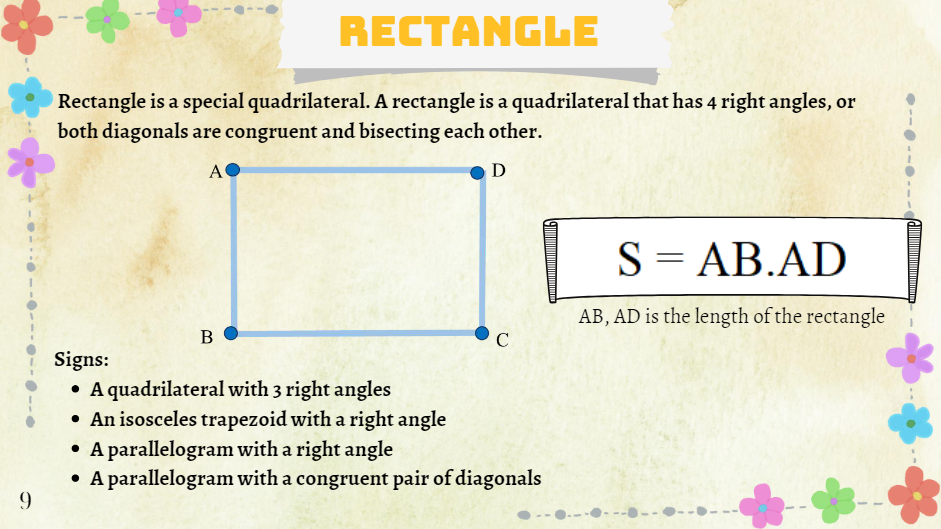 RECTANGLE
Rectangle is a special quadrilateral. A rectangle is a quadrilateral that has 4 right angles, or
both diagonals are congruent and bisecting each other.
A
D
B
C
S = AB.AD
AB, AD is the length of the rectangle
Signs:
• A quadrilateral with 3 right angles
• An isosceles trapezoid with a right angle
• A parallelogram with a right angle
• A parallelogram with a congruent pair of diagonals
9